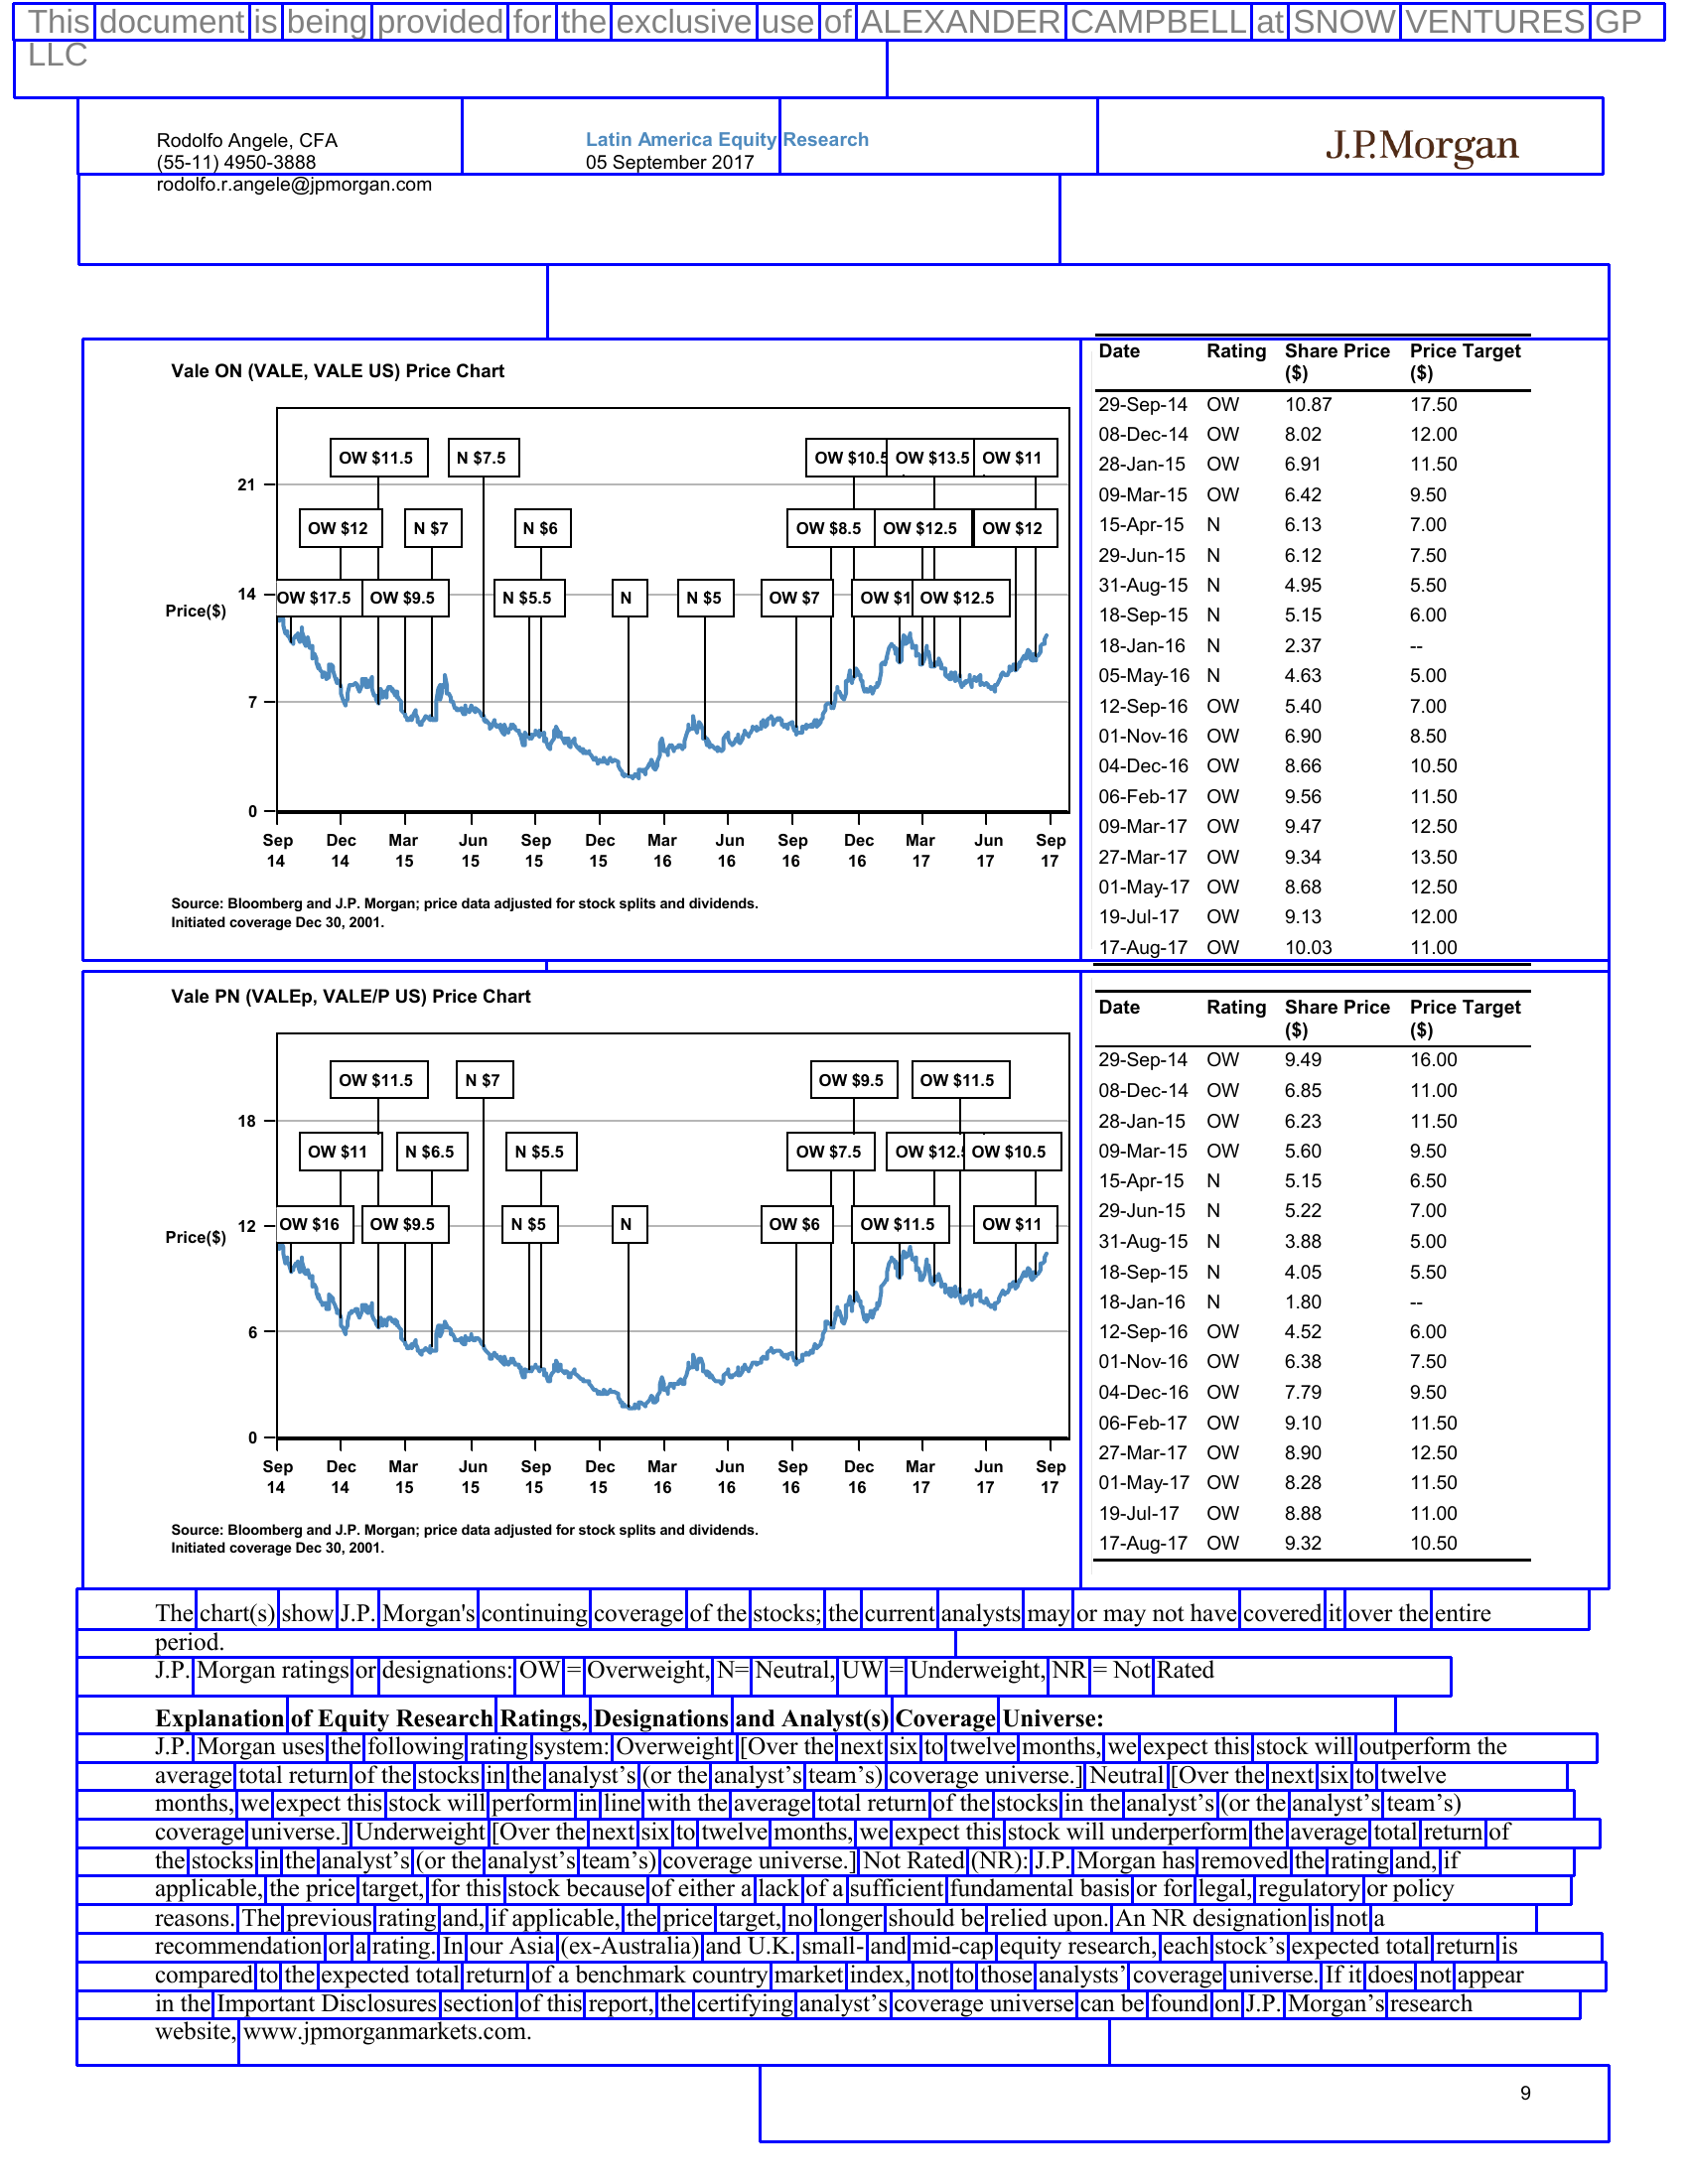 This document is being provided for the exclusive use of ALEXANDER CAMPBELL at SNOW VENTURES GP
LLC
Rodolfo Angele, CFA
(55-11) 4950-3888
rodolfo.r.angele@jpmorgan.com
Latin America Equity Research
05 September 2017
J.P.Morgan
Vale ON (VALE, VALE US) Price Chart
OW $11.5 N $7.5 OW $10.5 OW $13.5 OW $11
21
OW $12 N $7 N $6 OW $8.5 OW $12.5 OW $12
14 OW $17.5 OW $9.5 N $5.5 N N $5 OW $7 OW $1 OW $12.5
Price($)
7
0
Sep Dec Mar Jun Sep Dec Mar Jun Sep Dec Mar Jun Sep
14 14 15 15 15 15 16 16 16 16 17 17 17
Source: Bloomberg and J.P. Morgan; price data adjusted for stock splits and dividends.
Initiated coverage Dec 30, 2001.
Date Rating Share Price Price Target
($) ($)
29-Sep-14 OW 10.87 17.50
08-Dec-14 OW 8.02 12.00
28-Jan-15 OW 6.91 11.50
09-Mar-15 OW 6.42 9.50
15-Apr-15 N 6.13 7.00
29-Jun-15 N 6.12 7.50
31-Aug-15 N 4.95 5.50
18-Sep-15 N 5.15 6.00
18-Jan-16 N 2.37 --
05-May-16 N 4.63 5.00
12-Sep-16 OW 5.40 7.00
01-Nov-16 OW 6.90 8.50
04-Dec-16 OW 8.66 10.50
06-Feb-17 OW 9.56 11.50
09-Mar-17 OW 9.47 12.50
27-Mar-17 OW 9.34 13.50
01-May-17 OW 8.68 12.50
19-Jul-17 OW 9.13 12.00
17-Aug-17 OW 10.03 11.00
Vale PN (VALEp, VALE/P US) Price Chart
OW $11.5 N $7 OW $9.5 OW $11.5
18
OW $11 N $6.5 N $5.5 OW $7.5 OW $12.5 OW $10.5
12 OW $16 OW $9.5 N $5 N OW $6 OW $11.5 OW $11
Price($)
6
0
Sep Dec Mar Jun Sep Dec Mar Jun Sep Dec Mar Jun Sep
14 14 15 15 15 15 16 16 16 16 17 17 17
Source: Bloomberg and J.P. Morgan; price data adjusted for stock splits and dividends.
Initiated coverage Dec 30, 2001.
Date Rating Share Price Price Target
($) ($)
29-Sep-14 OW 9.49 16.00
08-Dec-14 OW 6.85 11.00
28-Jan-15 OW 6.23 11.50
09-Mar-15 OW 5.60 9.50
15-Apr-15 N 5.15 6.50
29-Jun-15 N 5.22 7.00
31-Aug-15 N 3.88 5.00
18-Sep-15 N 4.05 5.50
18-Jan-16 N 1.80 --
12-Sep-16 OW 4.52 6.00
01-Nov-16 OW 6.38 7.50
04-Dec-16 OW 7.79 9.50
06-Feb-17 OW 9.10 11.50
27-Mar-17 OW 8.90 12.50
01-May-17 OW 8.28 11.50
19-Jul-17 OW 8.88 11.00
17-Aug-17 OW 9.32 10.50
The chart(s) show J.P. Morgan's continuing coverage of the stocks; the current analysts may or may not have covered it over the entire
period.
J.P. Morgan ratings or designations: OW = Overweight, N= Neutral, UW = Underweight, NR = Not Rated
Explanation of Equity Research Ratings, Designations and Analyst(s) Coverage Universe:
J.P. Morgan uses the following rating system: Overweight [Over the next six to twelve months, we expect this stock will outperform the
average total return of the stocks in the analyst’s (or the analyst’s team’s) coverage universe.] Neutral [Over the next six to twelve
months, we expect this stock will perform in line with the average total return of the stocks in the analyst’s (or the analyst’s team’s)
coverage universe.] Underweight [Over the next six to twelve months, we expect this stock will underperform the average total return of
the stocks in the analyst’s (or the analyst’s team’s) coverage universe.] Not Rated (NR): J.P. Morgan has removed the rating and, if
applicable, the price target, for this stock because of either a lack of a sufficient fundamental basis or for legal, regulatory or policy
reasons. The previous rating and, if applicable, the price target, no longer should be relied upon. An NR designation is not a
recommendation or a rating. In our Asia (ex-Australia) and U.K. small- and mid-cap equity research, each stock’s expected total return is
compared to the expected total return of a benchmark country market index, not to those analysts’ coverage universe. If it does not appear
in the Important Disclosures section of this report, the certifying analyst’s coverage universe can be found on J.P. Morgan’s research
website, www.jpmorganmarkets.com.
9